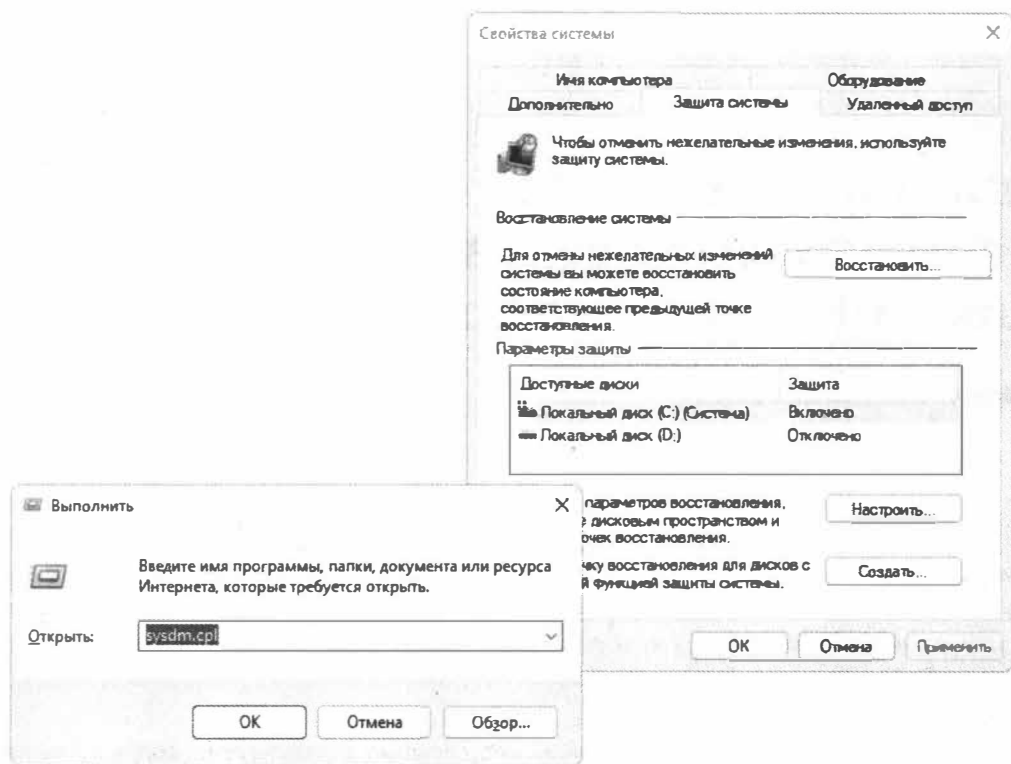 Свойства системы
Имя компьютера
Оборудование
Дополнительно
Защита системы
Удаленный доступ
Чтобы отменить нежелательные изменения, используйте
защиту системы.
Восстановление системы
Для отмены нежелательных изменений
системы вы можете восстановить
состояние компьютера,
соответствующее предыдущей точке
восстановления.
Восстановить...
Параметры защиты
Доступные диски
Защита
Локальный диск (C:) (Система)
Включено
Локальный диск (D:)
Отключено
параметров восстановления,
е дисковым пространством и
очек восстановления.
Настроить...
чку восстановления для дисков с
й функцией защиты системы.
Создать...
ОК
Отмена
Применить
Выполнить
Введите имя программы, папки, документа или ресурса
Интернета, которые требуется открыть.
Открыть:
sysdm.cpl
ОК
Отмена
Обзор...